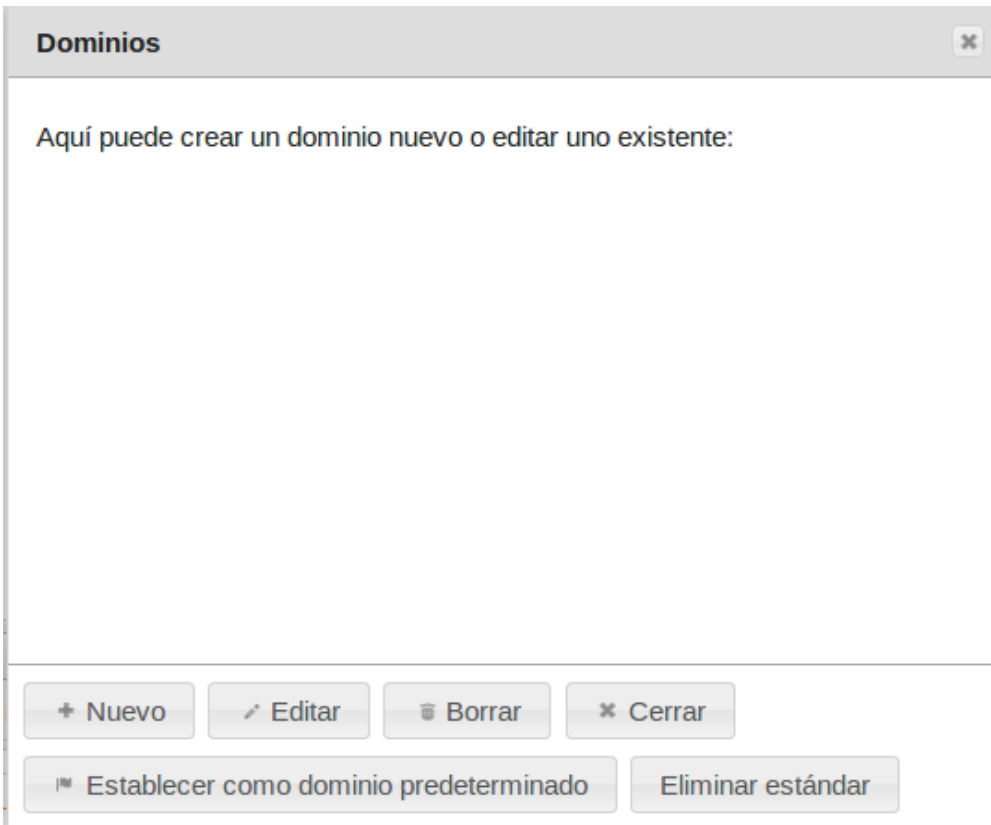 Dominios
Aquí puede crear un dominio nuevo o editar uno existente:
Nuevo Editar Borrar Cerrar
Establecer como dominio predeterminado Eliminar estándar